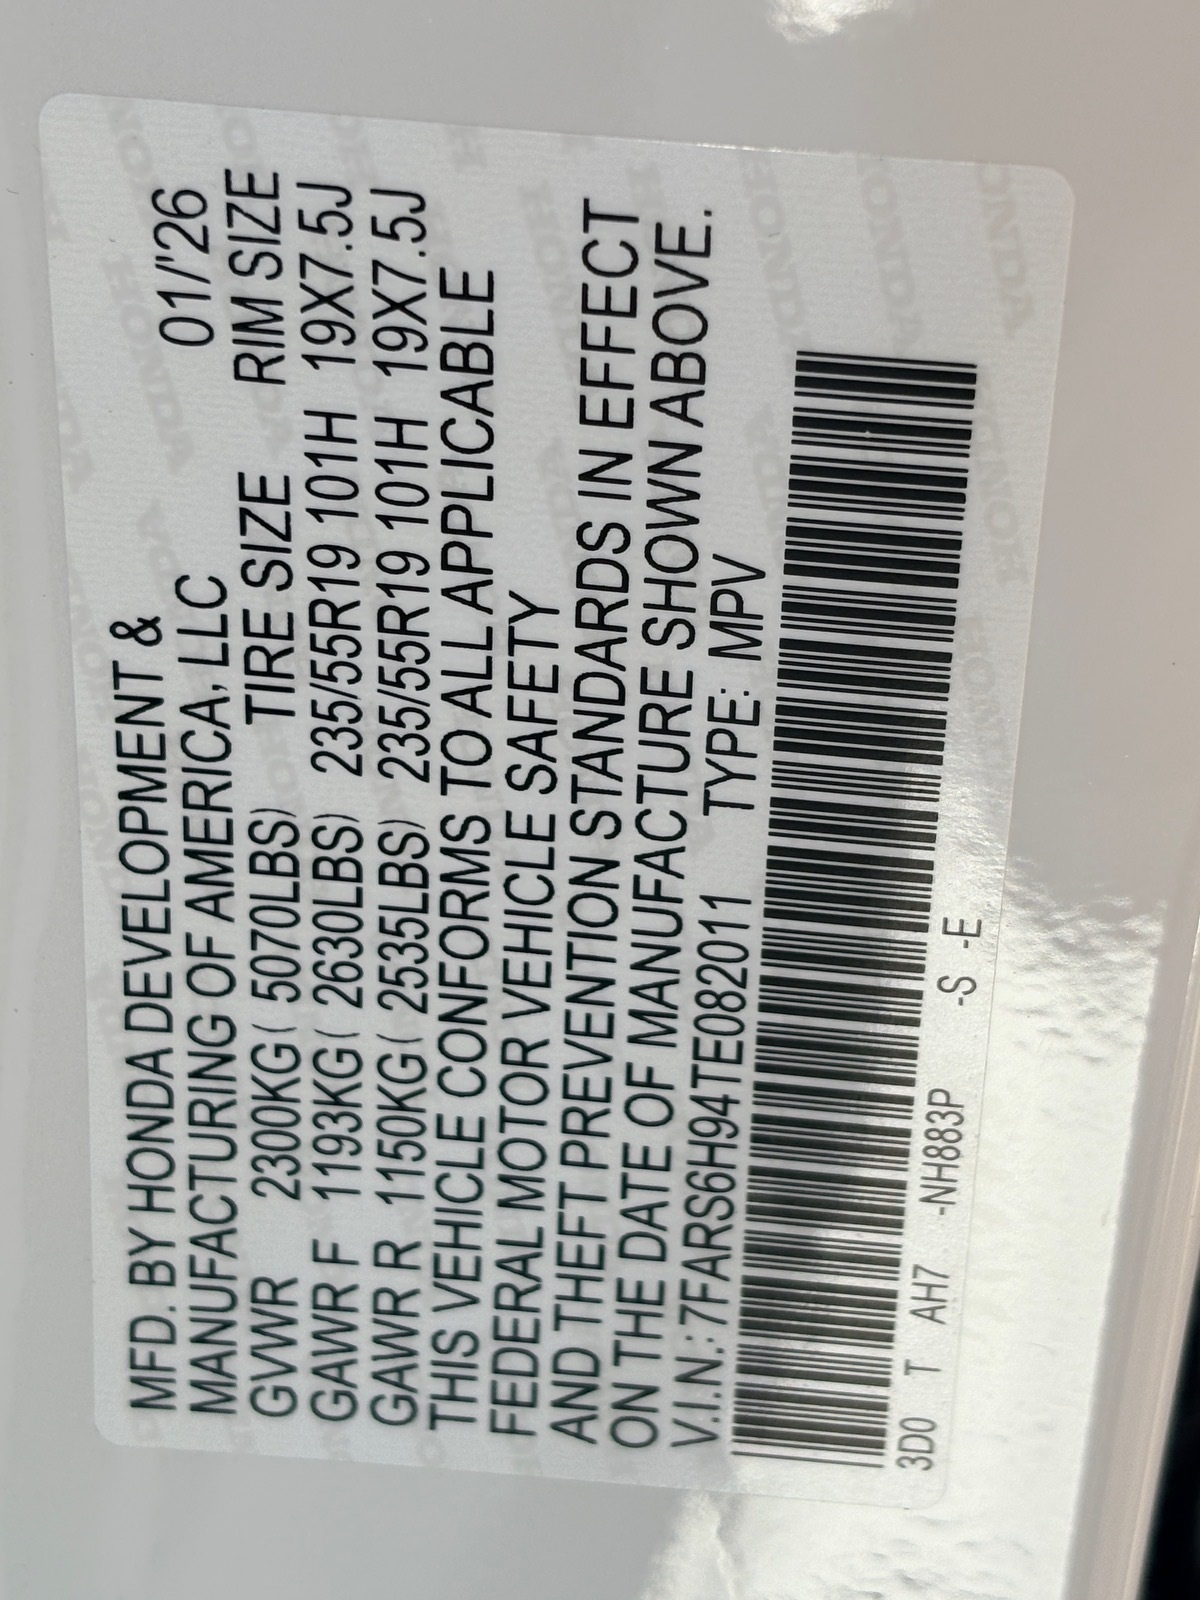 MFD. BY HONDA DEVELOPMENT &
MANUFACTURING OF AMERICA, LLC 01/'26
GVWR 2300KG ( 5070LBS) TIRE SIZE RIM SIZE
GAWR F 1193KG ( 2630LBS) 235/55R19 101H 19X7.5J
GAWR R 1150KG ( 2535LBS) 235/55R19 101H 19X7.5J
THIS VEHICLE CONFORMS TO ALL APPLICABLE
FEDERAL MOTOR VEHICLE SAFETY
AND THEFT PREVENTION STANDARDS IN EFFECT
ON THE DATE OF MANUFACTURE SHOWN ABOVE.
V.I.N.: 7FARS6H94TE082011 TYPE: MPV
3D0 T AH7 -NH883P -S -E